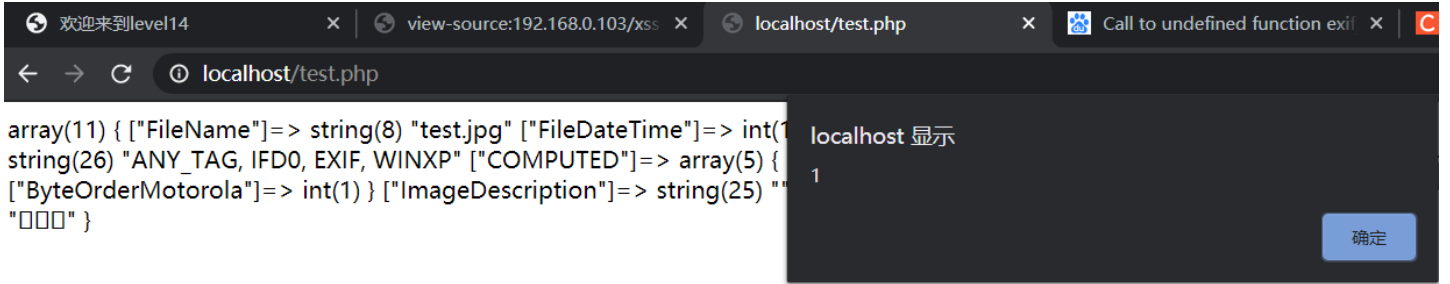 欢迎来到level14
view-source:192.168.0.103/xss
localhost/test.php
Call to undefined function exif
localhost/test.php
array(11) { ["FileName"]=> string(8) "test.jpg" ["FileDateTime"]=> int(1
string(26) "ANY_TAG, IFD0, EXIF, WINXP" ["COMPUTED"]=> array(5) {
["ByteOrderMotorola"]=> int(1) } ["ImageDescription"]=> string(25) ""
"□□□" }
localhost 显示
1
确定